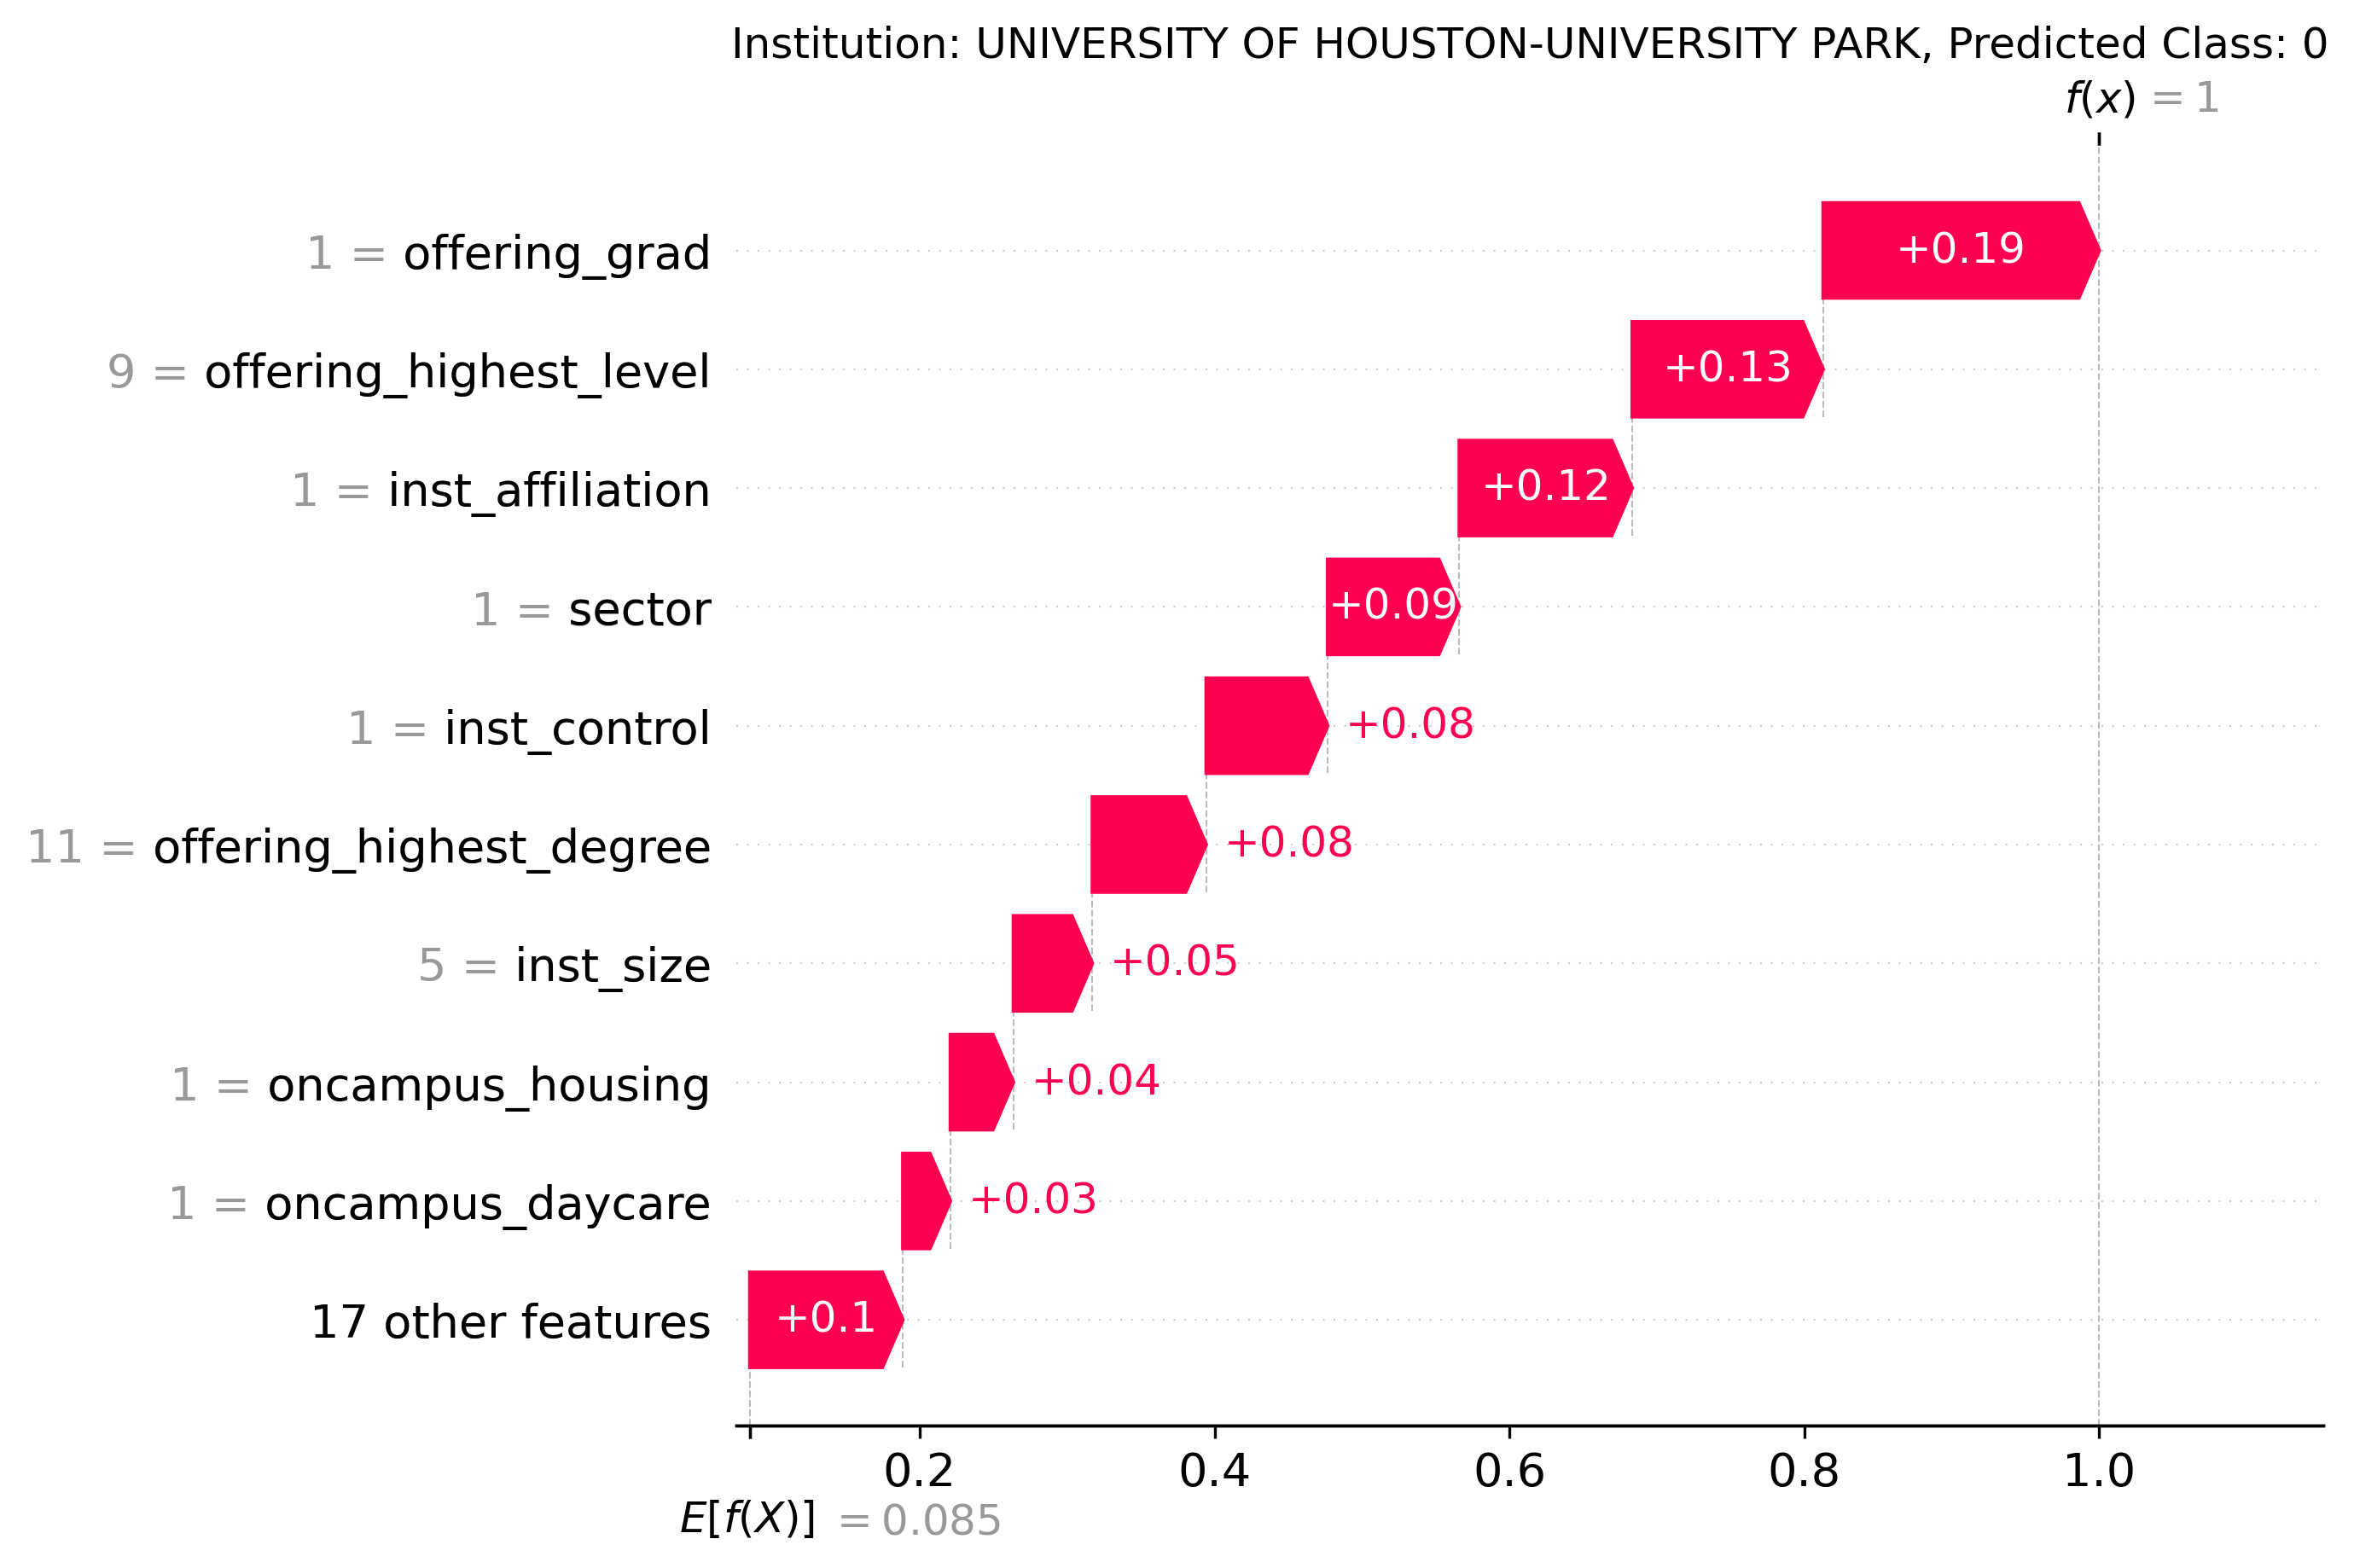 Institution: UNIVERSITY OF HOUSTON-UNIVERSITY PARK, Predicted Class: 0
f(x) = 1
1 = offering_grad +0.19
9 = offering_highest_level +0.13
1 = inst_affiliation +0.12
1 = sector +0.09
1 = inst_control +0.08
11 = offering_highest_degree +0.08
5 = inst_size +0.05
1 = oncampus_housing +0.04
1 = oncampus_daycare +0.03
17 other features +0.1
0.2 0.4 0.6 0.8 1.0
E[f(X)] = 0.085